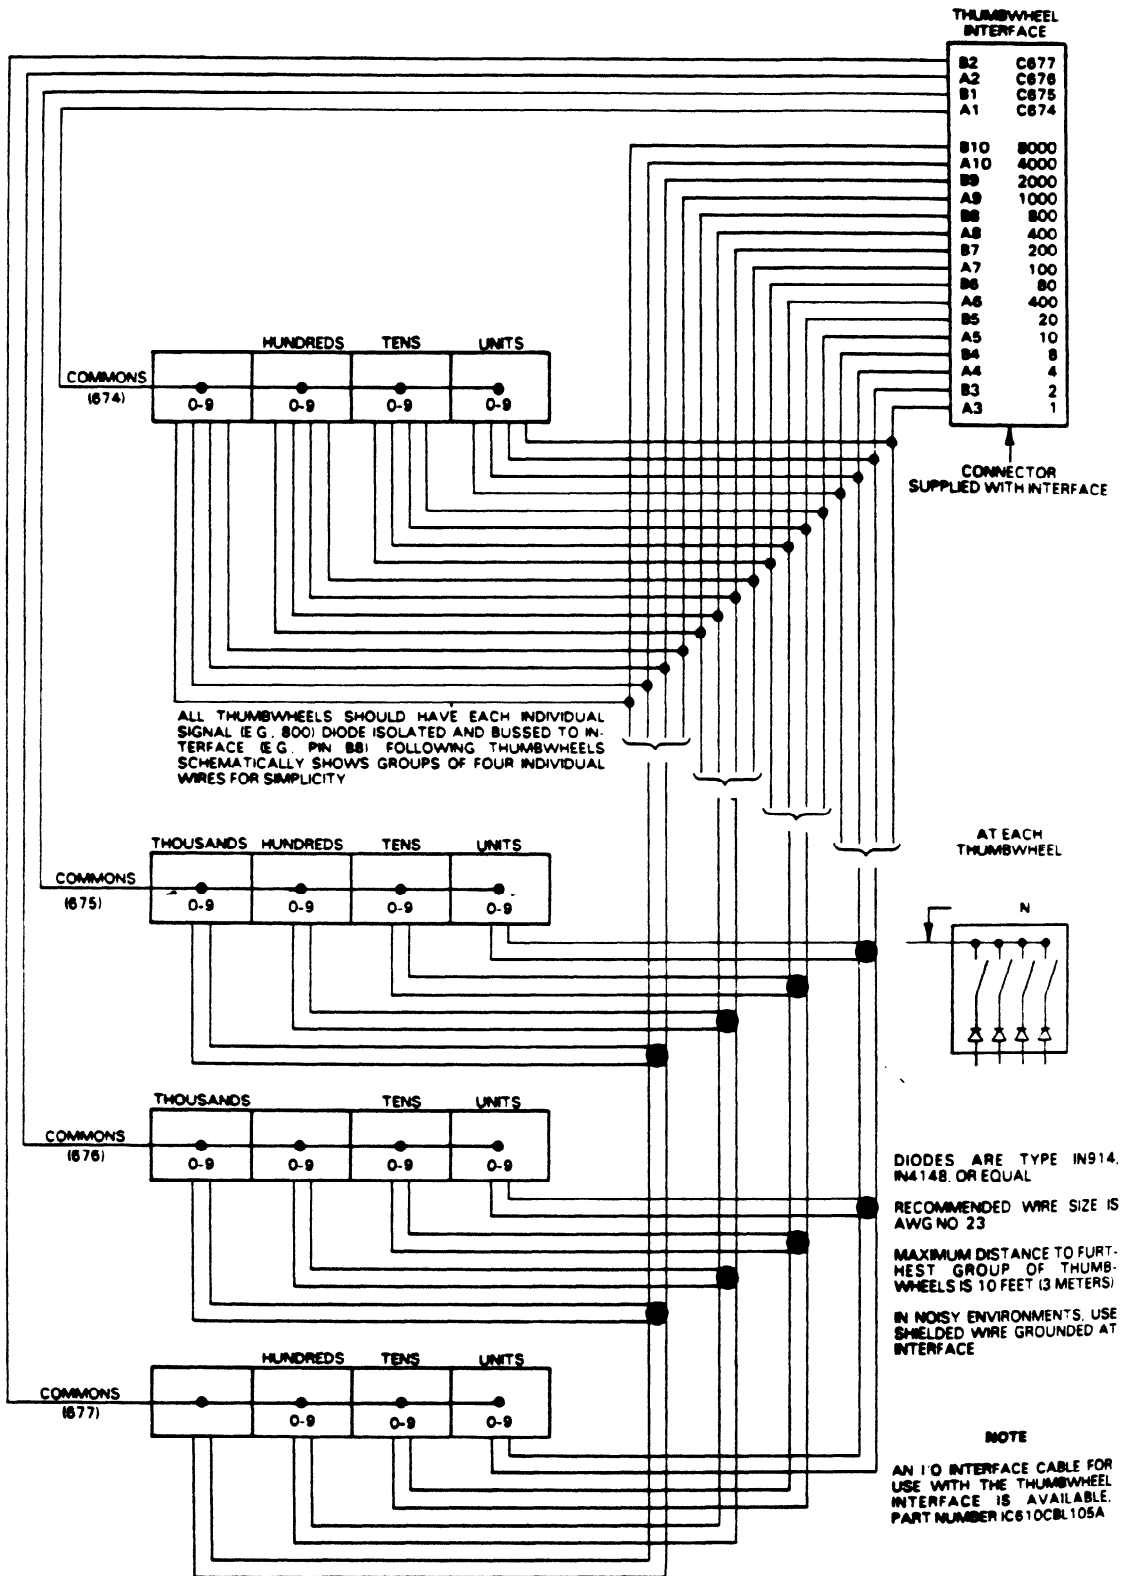 THUMBWHEEL
INTERFACE
B2 C677
A2 C676
B1 C675
A1 C674
B10 8000
A10 4000
B9 2000
A9 1000
B8 800
A8 400
B7 200
A7 100
B6 80
A6 400
B5 20
A5 10
B4 8
A4 4
B3 2
A3 1
CONNECTOR
SUPPLIED WITH INTERFACE
HUNDREDS TENS UNITS
COMMONS
(674)
0-9 0-9 0-9 0-9
ALL THUMBWHEELS SHOULD HAVE EACH INDIVIDUAL
SIGNAL (E.G. 800) DIODE ISOLATED AND BUSSED TO IN-
TERFACE (E.G. PIN B8) FOLLOWING THUMBWHEELS
SCHEMATICALLY SHOWS GROUPS OF FOUR INDIVIDUAL
WIRES FOR SIMPLICITY
THOUSANDS HUNDREDS TENS UNITS
COMMONS
(675)
0-9 0-9 0-9 0-9
AT EACH
THUMBWHEEL
N
THOUSANDS TENS UNITS
COMMONS
(676)
0-9 0-9 0-9 0-9
DIODES ARE TYPE IN914,
IN4148, OR EQUAL
RECOMMENDED WIRE SIZE IS
AWG NO 23
MAXIMUM DISTANCE TO FURT-
HEST GROUP OF THUMB-
WHEELS IS 10 FEET (3 METERS)
IN NOISY ENVIRONMENTS, USE
SHIELDED WIRE GROUNDED AT
INTERFACE
HUNDREDS TENS UNITS
COMMONS
(677)
0-9 0-9 0-9
NOTE
AN I/O INTERFACE CABLE FOR
USE WITH THE THUMBWHEEL
INTERFACE IS AVAILABLE.
PART NUMBER IC610CBL105A